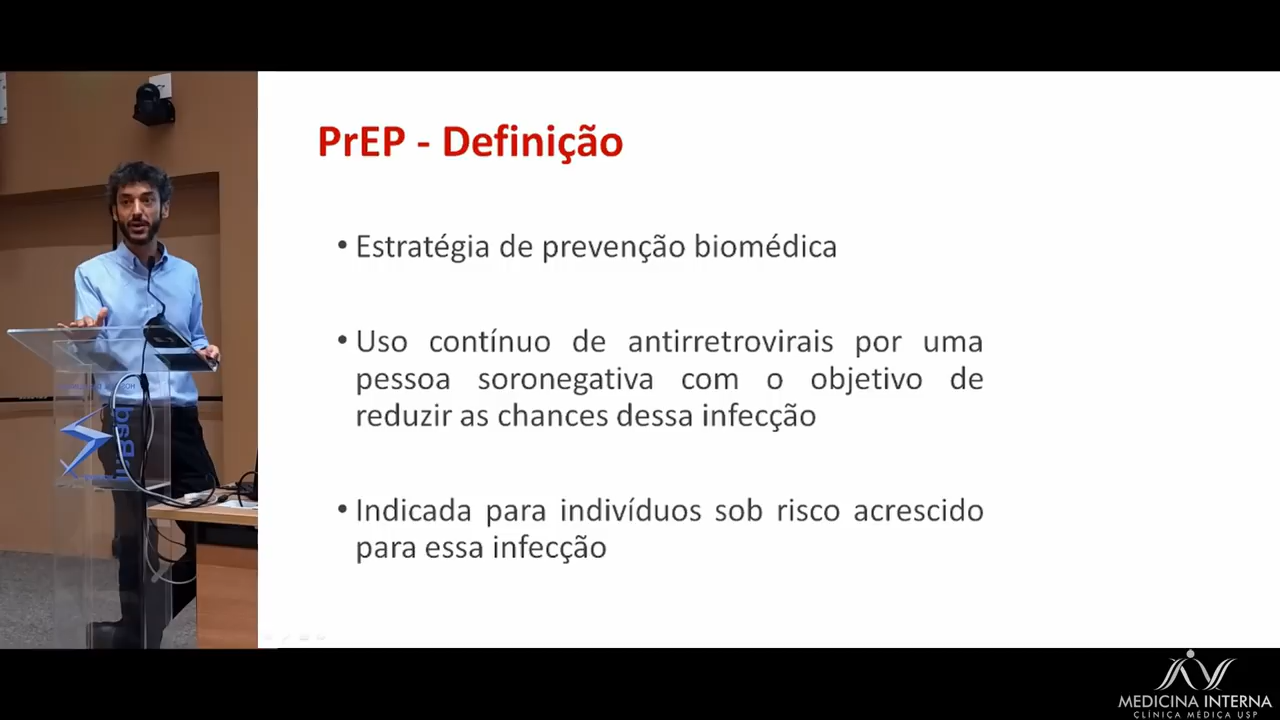 PrEP - Definição
• Estratégia de prevenção biomédica
• Uso contínuo de antirretrovirais por uma
pessoa soronegativa com o objetivo de
reduzir as chances dessa infecção
• Indicada para indivíduos sob risco acrescido
para essa infecção
MEDICINA INTERNA
CLÍNICA MÉDICA USP